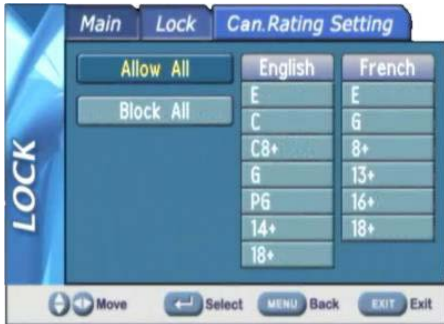 Main Lock Can.Rating Setting
Allow All English French
E E
Block All C G
C8+ 8+
G 13+
PG 16+
14+ 18+
18+
LOCK
Move Select MENU Back EXIT Exit